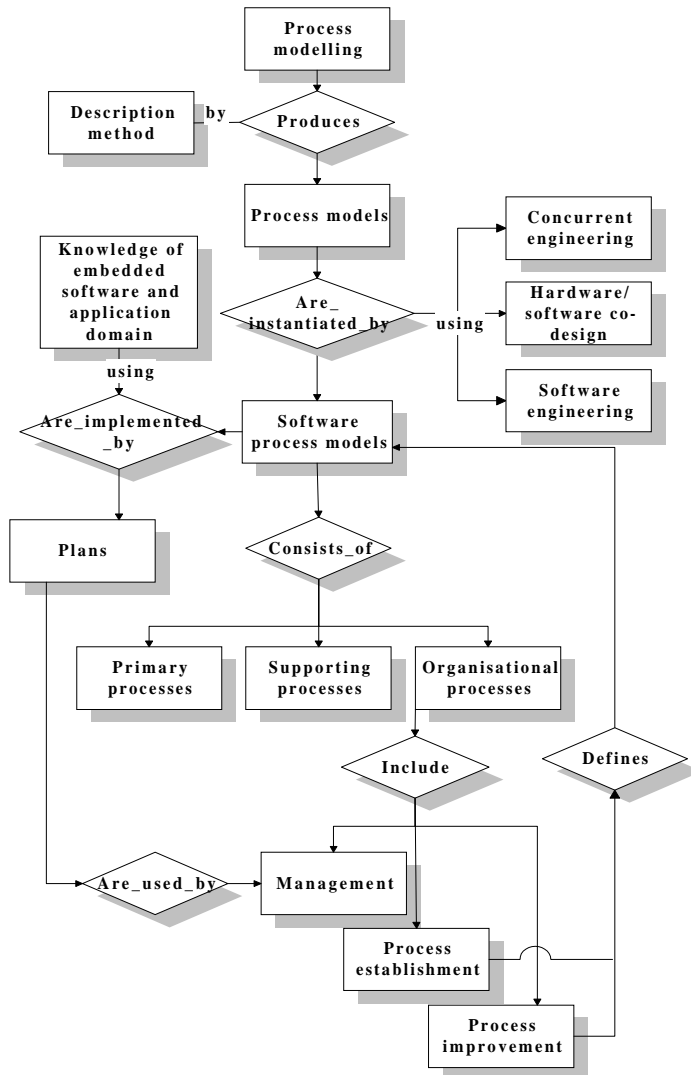 Process
modelling
Description
method
by
Produces
Process models
Concurrent
engineering
Knowledge of
embedded
software and
application
domain
Are_
instantiated_by
using
Hardware/
software co-
design
using
Software
engineering
Are_implemented
_by
Software
process models
Plans
Consists_of
Primary
processes
Supporting
processes
Organisational
processes
Include
Defines
Are_used_by
Management
Process
establishment
Process
improvement